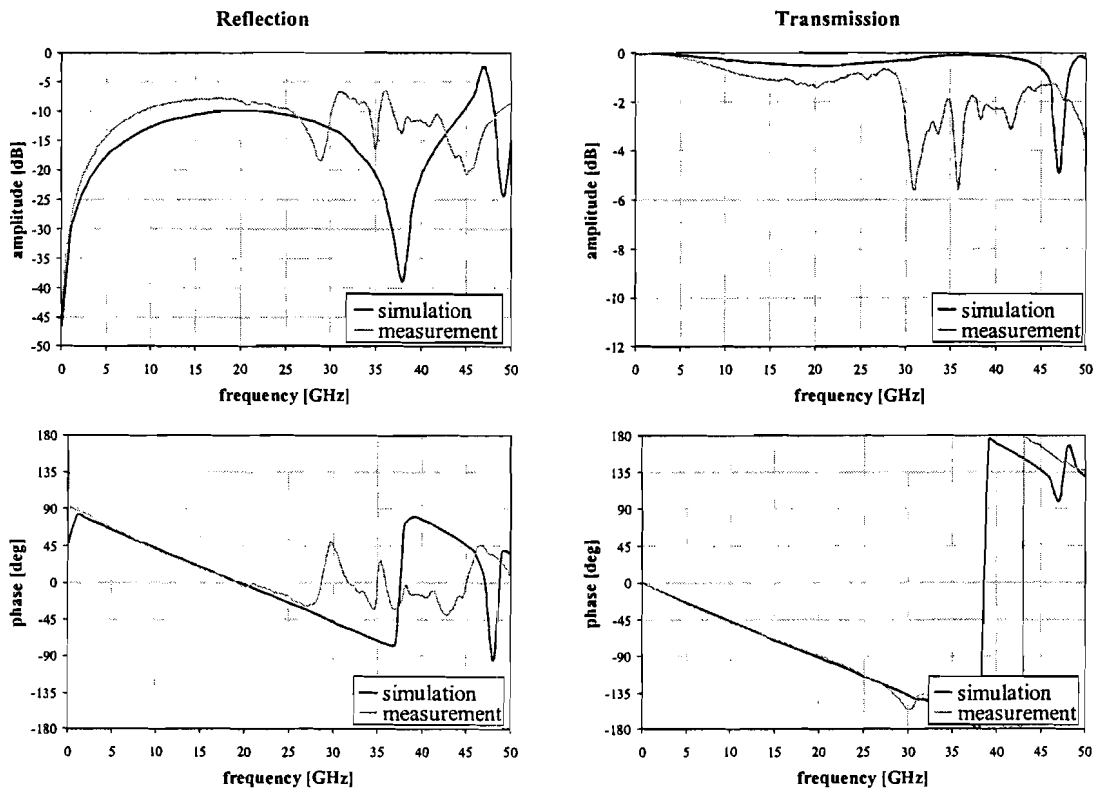 Reflection
Transmission
amplitude [dB]
0
-5
-10
-15
-20
-25
-30
-35
-40
-45
-50
simulation
measurement
0 5 10 15 20 25 30 35 40 45 50
frequency [GHz]
amplitude [dB]
0
-2
-4
-6
-8
-10
-12
simulation
measurement
0 5 10 15 20 25 30 35 40 45 50
frequency [GHz]
phase [deg]
180
135
90
45
0
-45
-90
-135
-180
simulation
measurement
0 5 10 15 20 25 30 35 40 45 50
frequency [GHz]
phase [deg]
180
135
90
45
0
-45
-90
-135
-180
simulation
measurement
0 5 10 15 20 25 30 35 40 45 50
frequency [GHz]